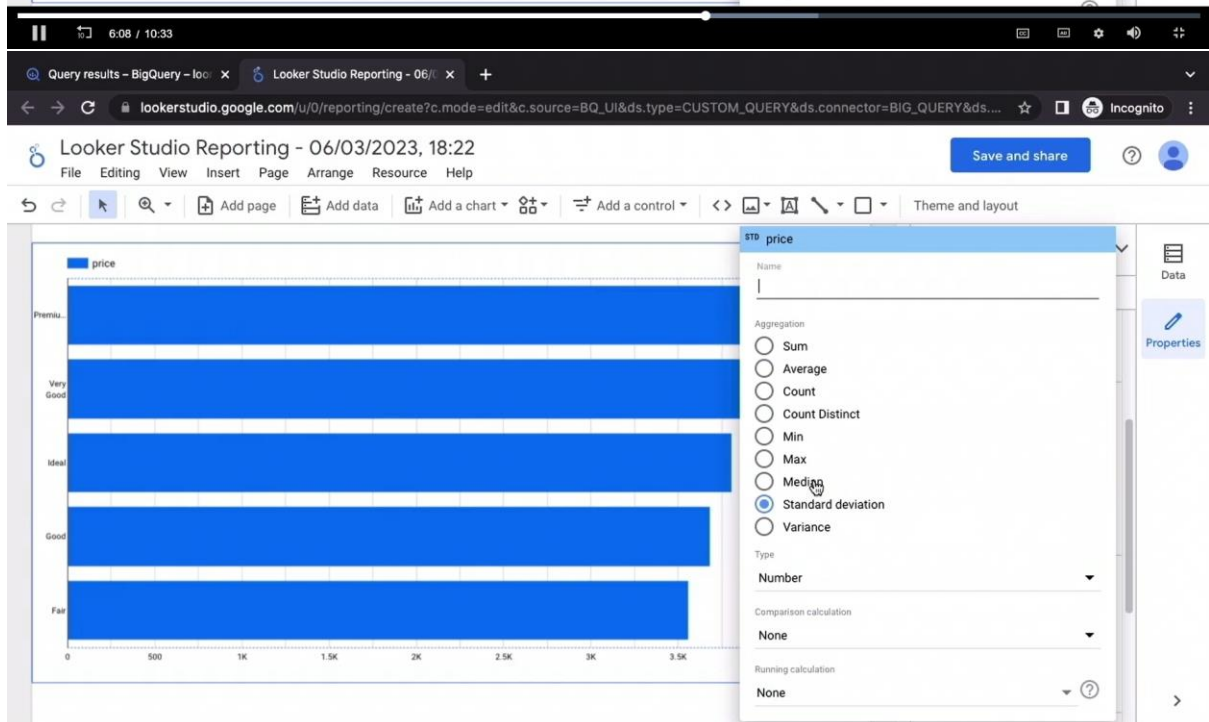 10 6:08 / 10:33
CC AD
Query results – BigQuery – loo
Looker Studio Reporting - 06/0
lookerstudio.google.com/u/0/reporting/create?c.mode=edit&c.source=BQ_UI&ds.type=CUSTOM_QUERY&ds.connector=BIG_QUERY&ds....
Incognito
Looker Studio Reporting - 06/03/2023, 18:22
Save and share
File Editing View Insert Page Arrange Resource Help
Add page Add data Add a chart Add a control Theme and layout
price
Premiu...
Very
Good
Ideal
Good
Fair
0 500 1K 1.5K 2K 2.5K 3K 3.5K
STD price
Name
Aggregation
Sum
Average
Count
Count Distinct
Min
Max
Median
Standard deviation
Variance
Type
Number
Comparison calculation
None
Running calculation
None
Data
Properties